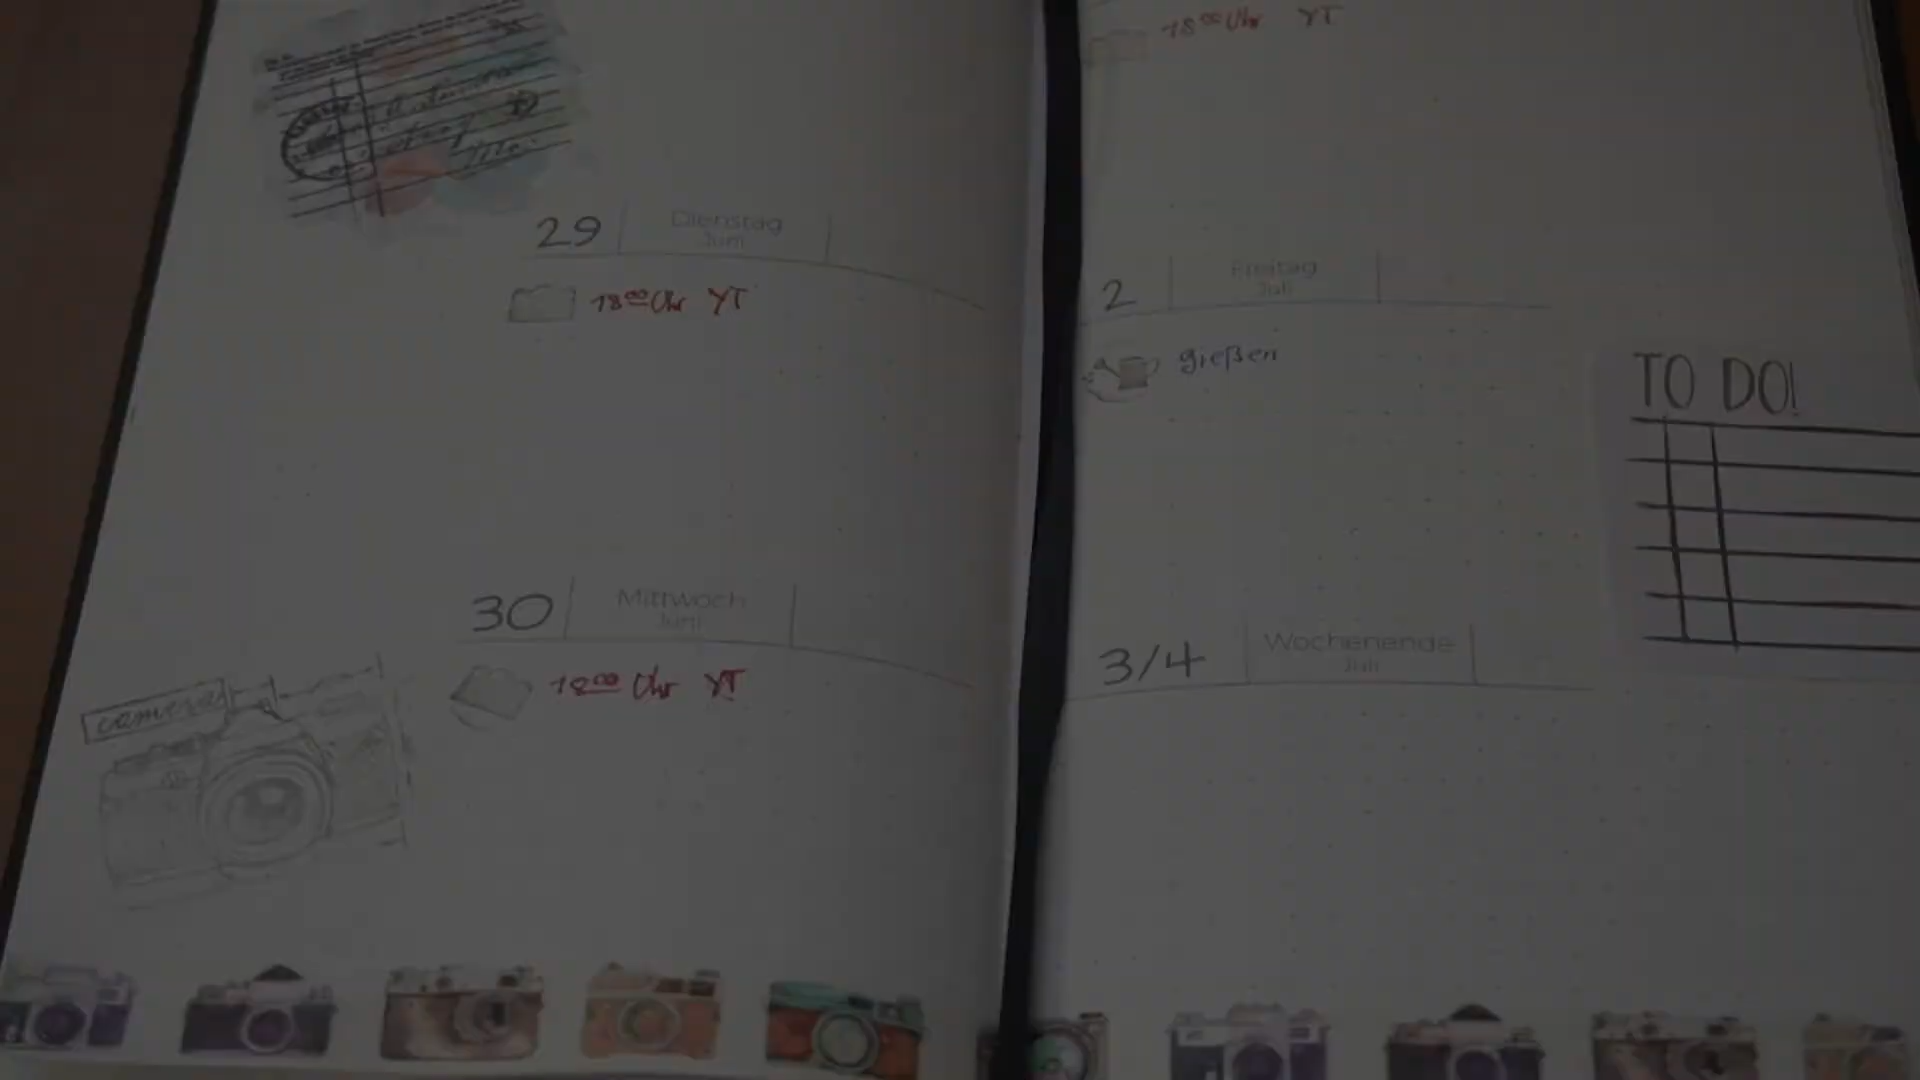 29
Dienstag
Juni
18⁰⁰ Uhr YT
30
Mittwoch
Juni
camera
18⁰⁰ Uhr YT
18⁰⁰ Uhr YT
2
Freitag
Juli
gießen
TO DO!
3/4
Wochenende
Juli